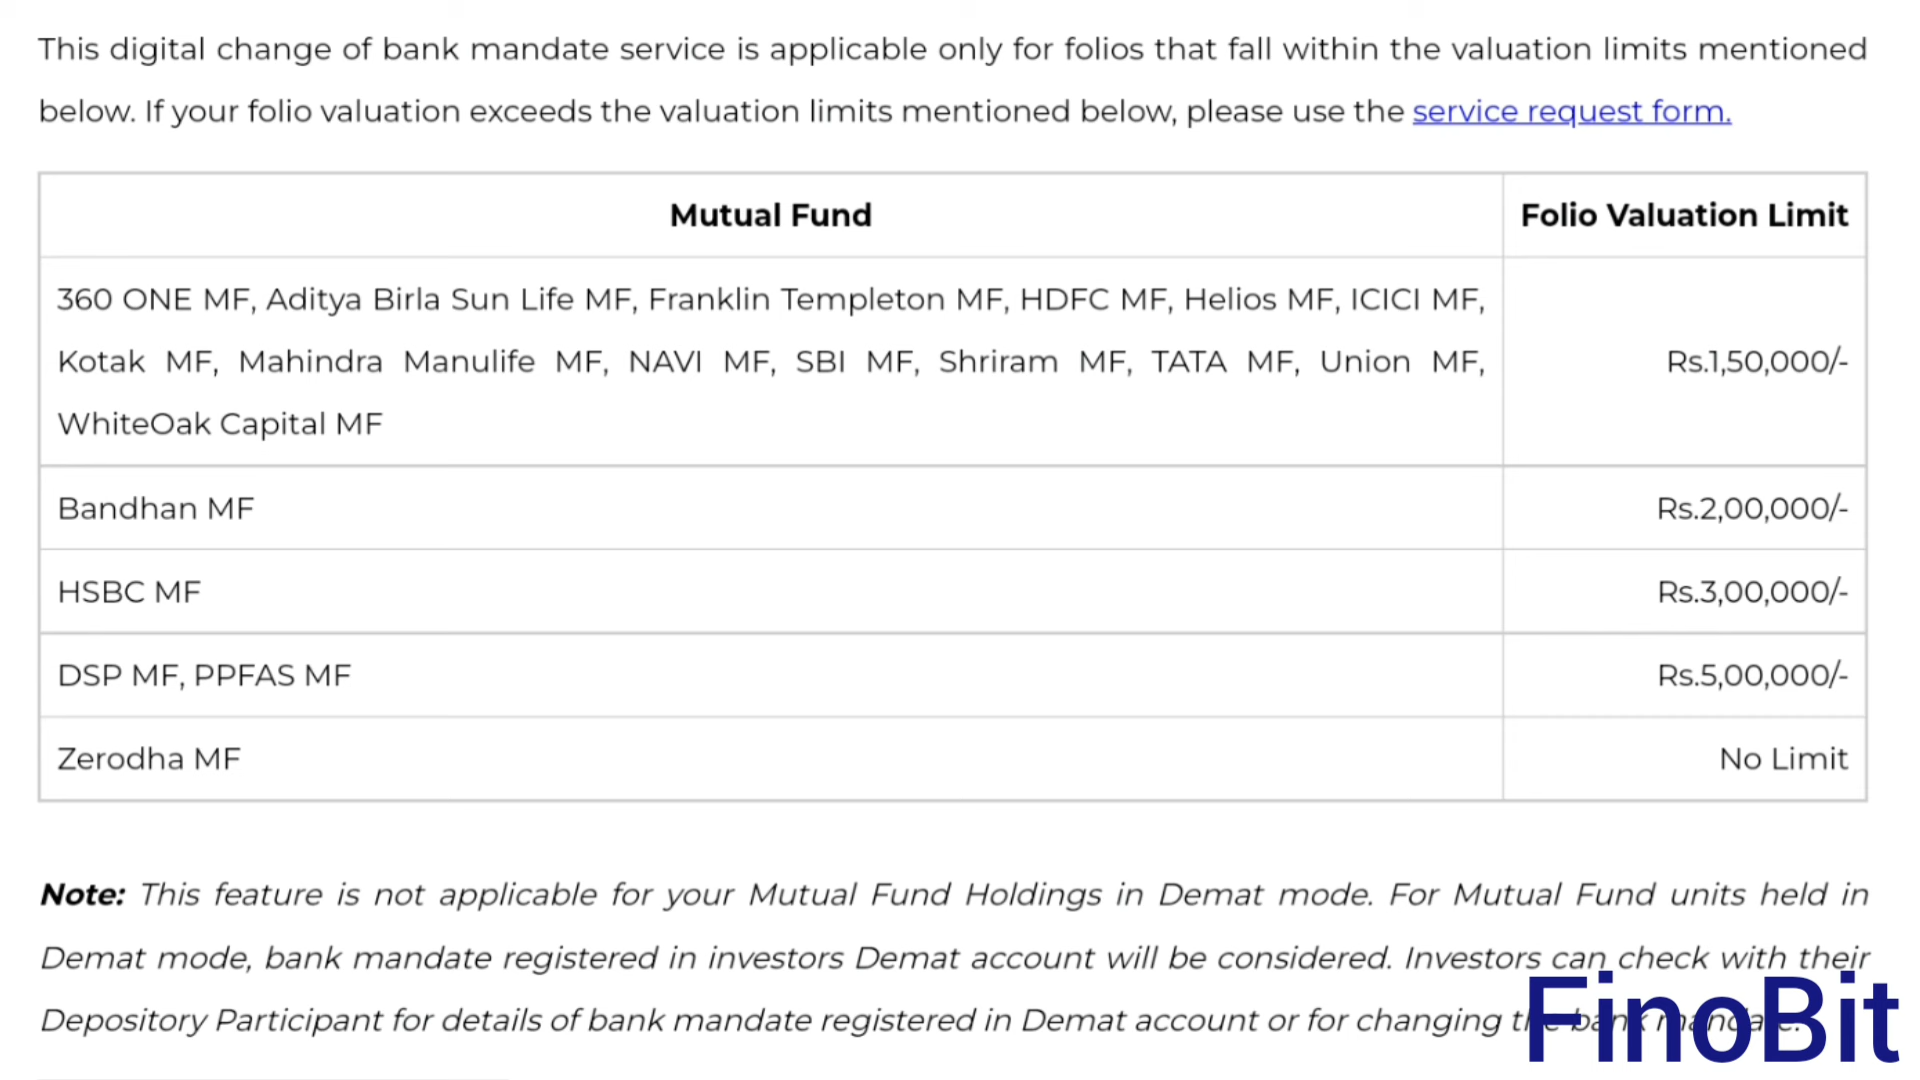 This digital change of bank mandate service is applicable only for folios that fall within the valuation limits mentioned
below. If your folio valuation exceeds the valuation limits mentioned below, please use the service request form.
Mutual Fund
Folio Valuation Limit
360 ONE MF, Aditya Birla Sun Life MF, Franklin Templeton MF, HDFC MF, Helios MF, ICICI MF,
Kotak MF, Mahindra Manulife MF, NAVI MF, SBI MF, Shriram MF, TATA MF, Union MF,
WhiteOak Capital MF
Rs.1,50,000/-
Bandhan MF
Rs.2,00,000/-
HSBC MF
Rs.3,00,000/-
DSP MF, PPFAS MF
Rs.5,00,000/-
Zerodha MF
No Limit
Note: This feature is not applicable for your Mutual Fund Holdings in Demat mode. For Mutual Fund units held in
Demat mode, bank mandate registered in investors Demat account will be considered. Investors can check with their
Depository Participant for details of bank mandate registered in Demat account or for changing the bank mandate.
FinoBit